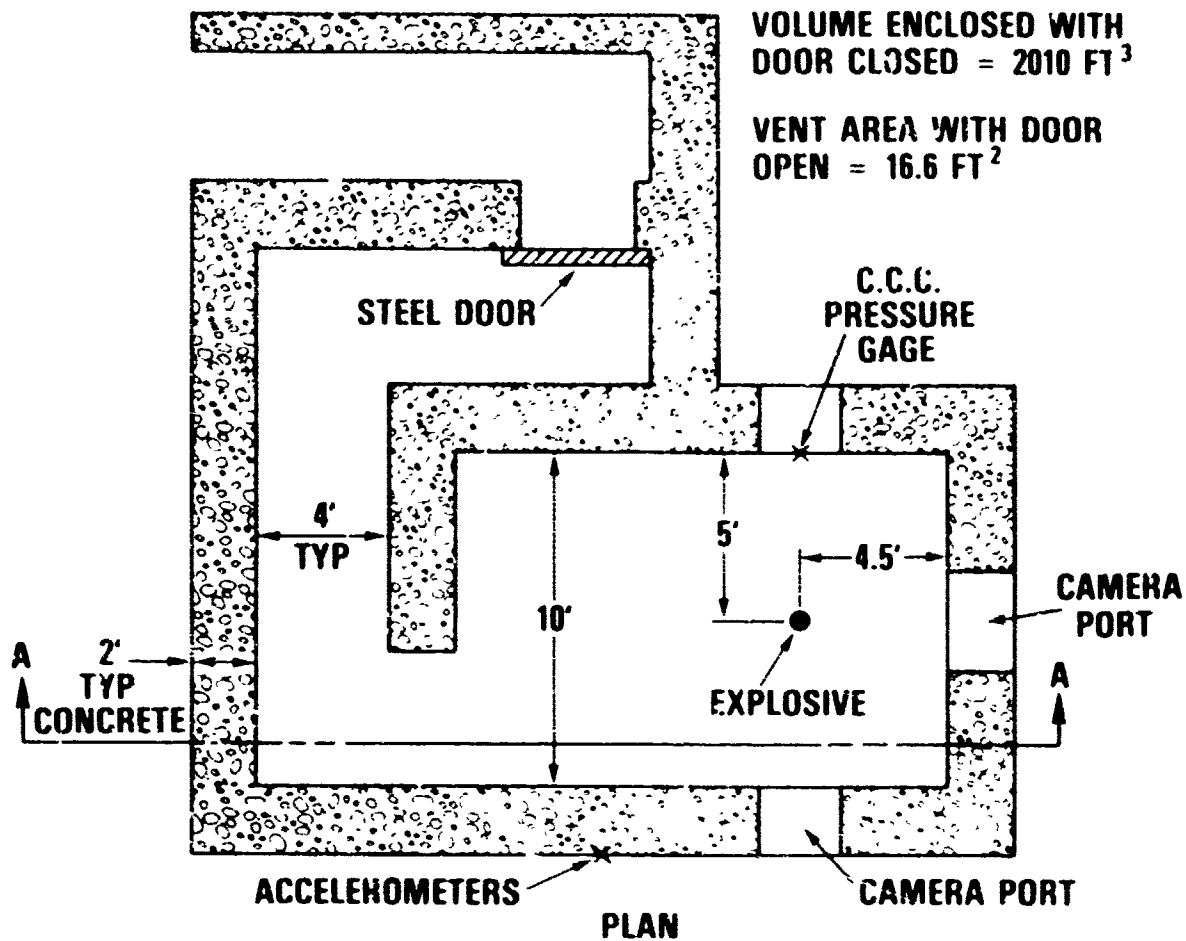 VOLUME ENCLOSED WITH
DOOR CLOSED = 2010 FT³
VENT AREA WITH DOOR
OPEN = 16.6 FT²
C.C.C.
PRESSURE
GAGE
STEEL DOOR
4'
TYP
5'
4.5'
10'
CAMERA
PORT
A
2'
TYP
CONCRETE
A
EXPLOSIVE
ACCELEROMETERS
CAMERA PORT
PLAN